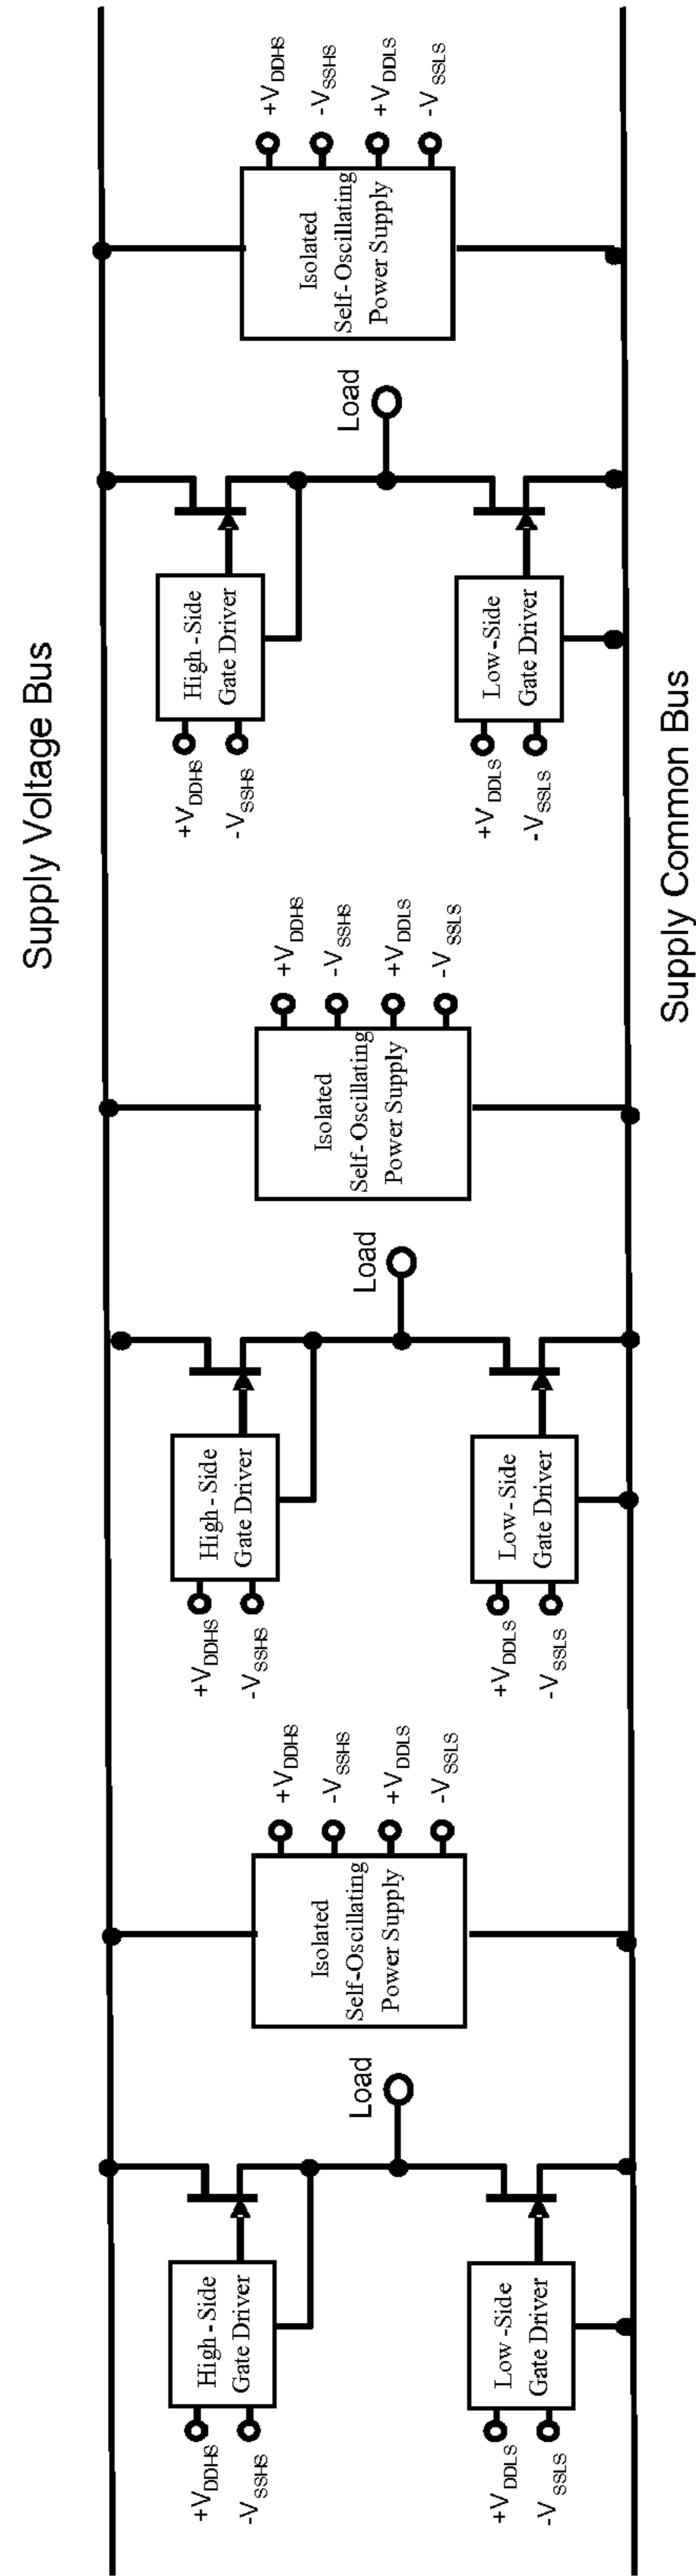 Supply Voltage Bus
+VDDHS
-VSSHS
High-Side
Gate Driver
+VDDLS
-VSSLS
Low-Side
Gate Driver
Load
Isolated
Self-Oscillating
Power Supply
+VDDHS
-VSSHS
+VDDLS
-VSSLS
+VDDHS
-VSSHS
High-Side
Gate Driver
+VDDLS
-VSSLS
Low-Side
Gate Driver
Load
Isolated
Self-Oscillating
Power Supply
+VDDHS
-VSSHS
+VDDLS
-VSSLS
+VDDHS
-VSSHS
High-Side
Gate Driver
+VDDLS
-VSSLS
Low-Side
Gate Driver
Load
Isolated
Self-Oscillating
Power Supply
+VDDHS
-VSSHS
+VDDLS
-VSSLS
Supply Common Bus